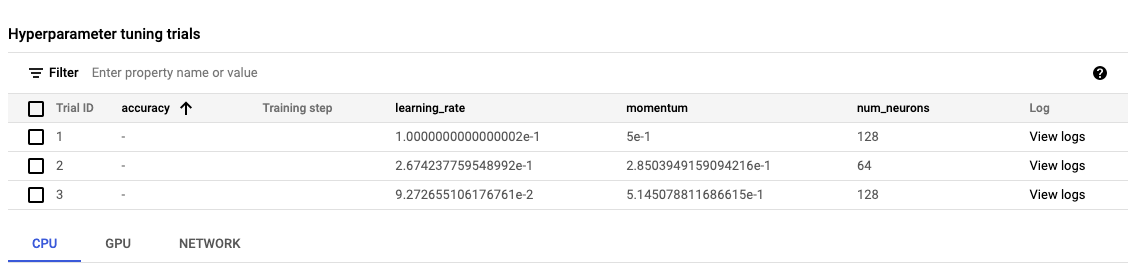 Hyperparameter tuning trials
Filter Enter property name or value
Trial ID accuracy Training step learning_rate momentum num_neurons Log
1 - 1.0000000000000002e-1 5e-1 128 View logs
2 - 2.674237759548992e-1 2.8503949159094216e-1 64 View logs
3 - 9.272655106176761e-2 5.145078811686615e-1 128 View logs
CPU GPU NETWORK